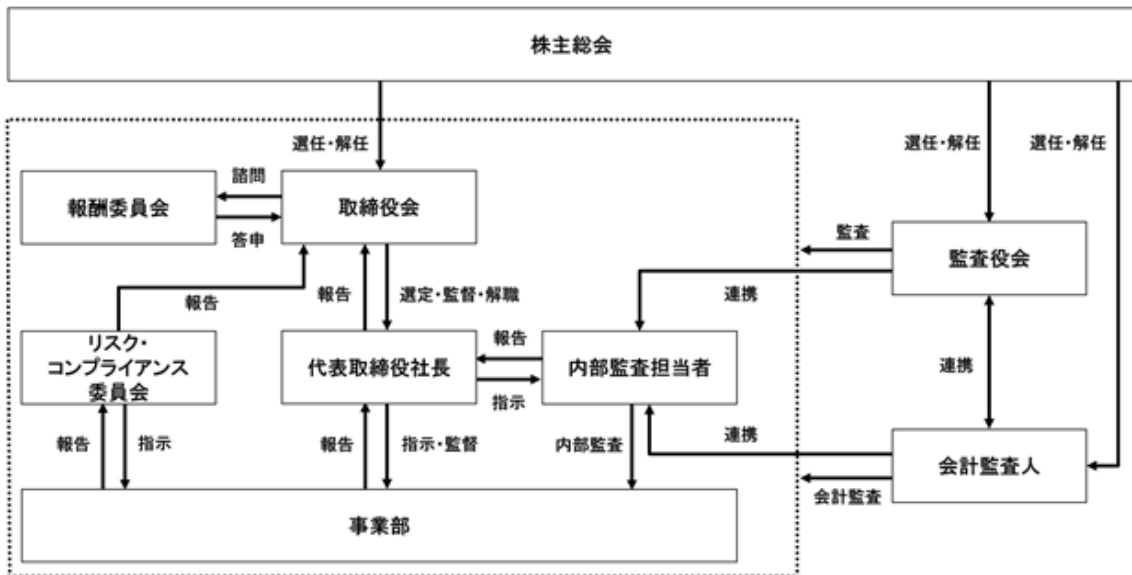 株主総会
選任・解任
選任・解任
選任・解任
諮問
報酬委員会
取締役会
答申
監査
監査役会
報告
報告
選定・監督・解職
連携
リスク・
コンプライアンス
委員会
代表取締役社長
報告
指示
内部監査担当者
連携
報告
指示
報告
指示・監督
内部監査
連携
会計監査人
会計監査
事業部